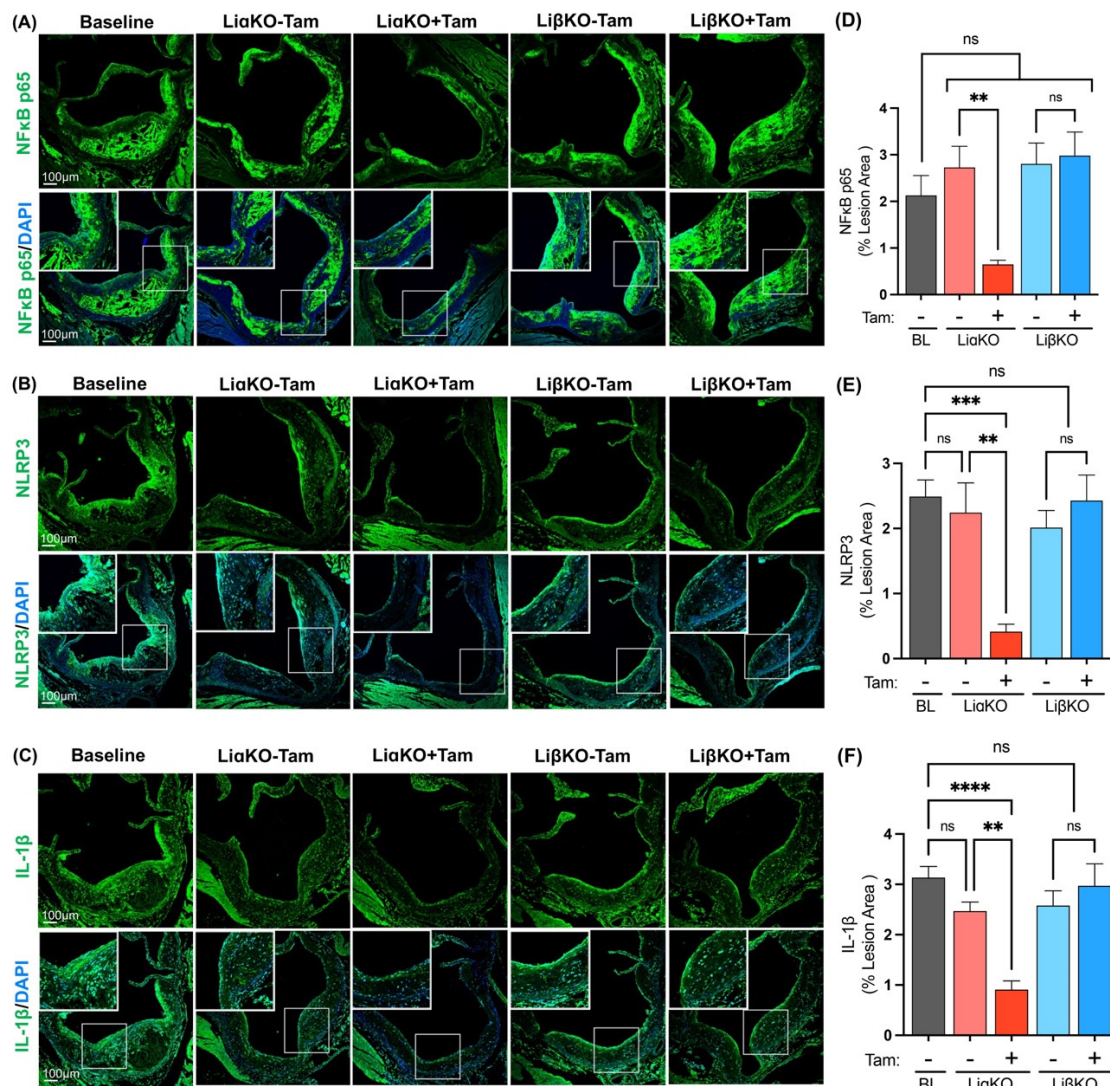 (A) Baseline LiαKO-Tam LiαKO+Tam LiβKO-Tam LiβKO+Tam
NFκB p65
100μm
NFκB p65/DAPI
100μm
(B) Baseline LiαKO-Tam LiαKO+Tam LiβKO-Tam LiβKO+Tam
NLRP3
100μm
NLRP3/DAPI
100μm
(C) Baseline LiαKO-Tam LiαKO+Tam LiβKO-Tam LiβKO+Tam
IL-1β
100μm
IL-1β/DAPI
100μm
(D)
ns
** ns
NFκB p65
(% Lesion Area)
4
3
2
1
0
Tam: - - + - +
BL LiαKO LiβKO
(E)
ns
***
ns ** ns
NLRP3
(% Lesion Area)
3
2
1
0
Tam: - - + - +
BL LiαKO LiβKO
(F)
ns
****
ns ** ns
IL-1β
(% Lesion Area)
4
3
2
1
0
Tam: - - + - +
BL LiαKO LiβKO